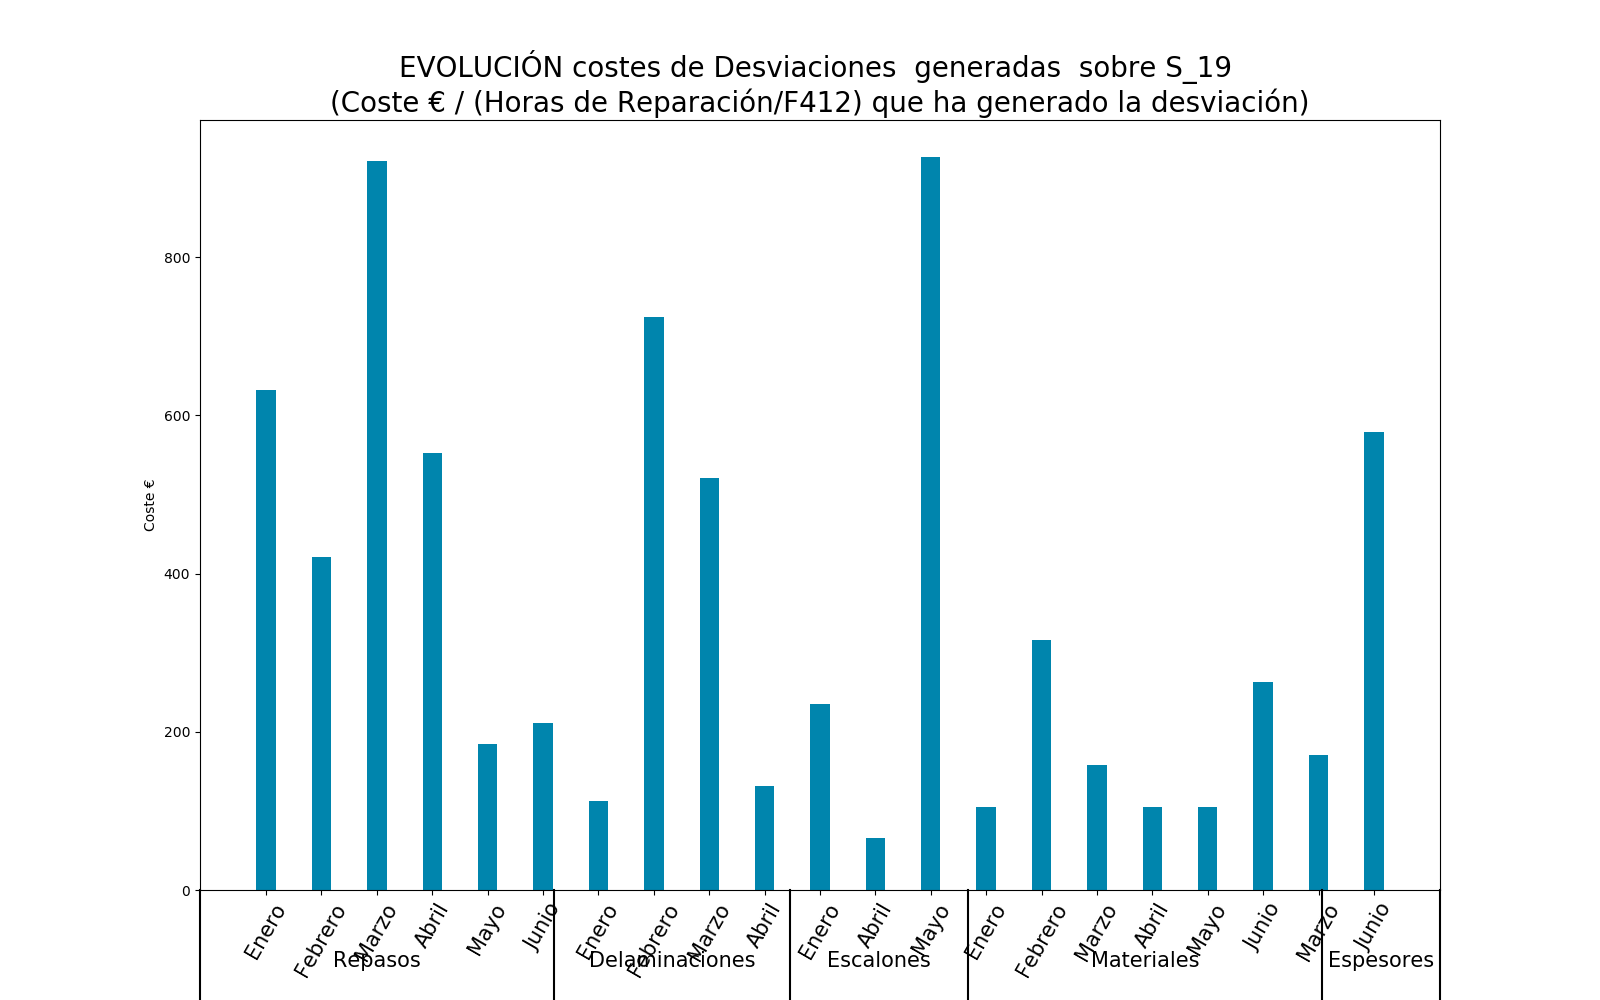 EVOLUCIÓN costes de Desviaciones  generadas  sobre S_19
(Coste € / (Horas de Reparación/F412) que ha generado la desviación)
Coste €
800
600
400
200
0
Enero Febrero Marzo Abril Mayo Junio Enero Febrero Marzo Abril Enero Abril Mayo Enero Febrero Marzo Abril Mayo Junio Marzo Junio
Repasos Delaminaciones Escalones Materiales Espesores